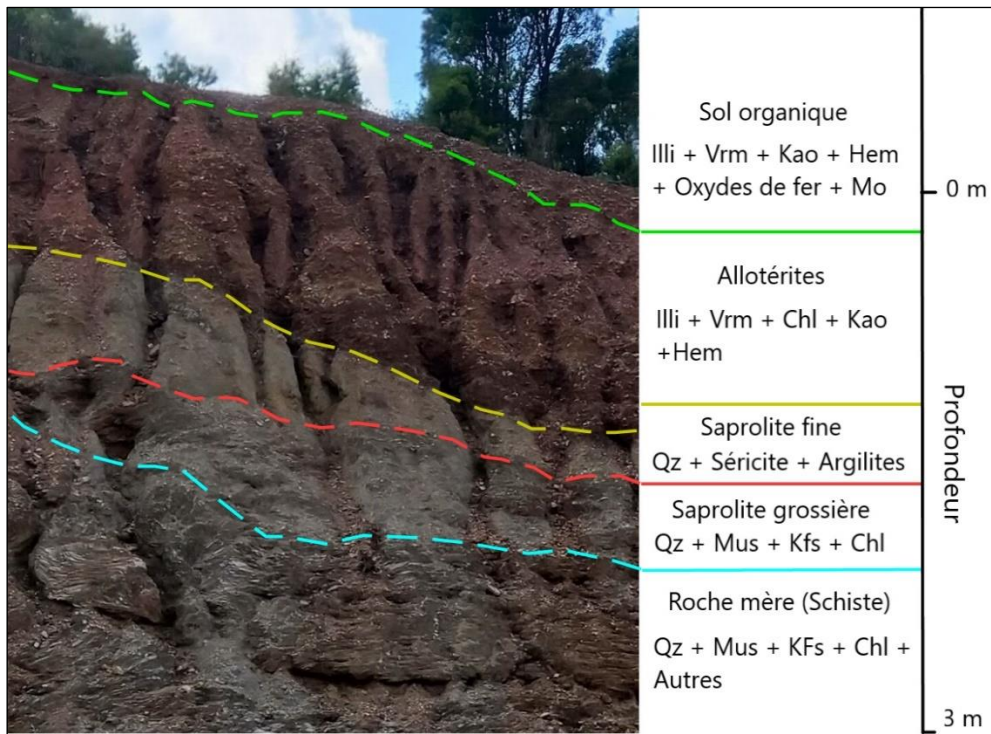 Sol organique
Illi + Vrm + Kao + Hem
+ Oxydes de fer + Mo
0 m
Allotérites
Illi + Vrm + Chl + Kao
+Hem
Profondeur
Saprolite fine
Qz + Séricite + Argilites
Saprolite grossière
Qz + Mus + Kfs + Chl
Roche mère (Schiste)
Qz + Mus + KFs + Chl +
Autres
3 m